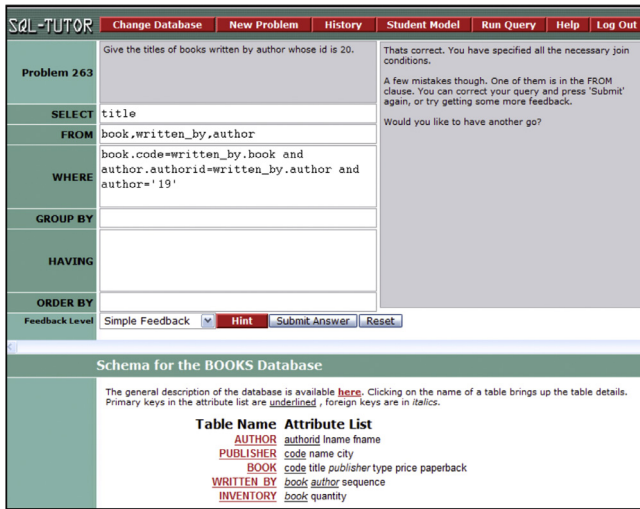 SQL-TUTOR Change Database New Problem History Student Model Run Query Help Log Out
Problem 263
Give the titles of books written by author whose id is 20.
SELECT title
FROM book,written_by,author
WHERE
book.code=written_by.book and
author.authorid=written_by.author and
author='19'
GROUP BY
HAVING
ORDER BY
Feedback Level Simple Feedback Hint Submit Answer Reset
Thats correct. You have specified all the necessary join
conditions.
A few mistakes though. One of them is in the FROM
clause. You can correct your query and press 'Submit'
again, or try getting some more feedback.
Would you like to have another go?
Schema for the BOOKS Database
The general description of the database is available here. Clicking on the name of a table brings up the table details.
Primary keys in the attribute list are underlined , foreign keys are in italics.
Table Name Attribute List
AUTHOR authorid lname fname
PUBLISHER code name city
BOOK code title publisher type price paperback
WRITTEN_BY book author sequence
INVENTORY book quantity